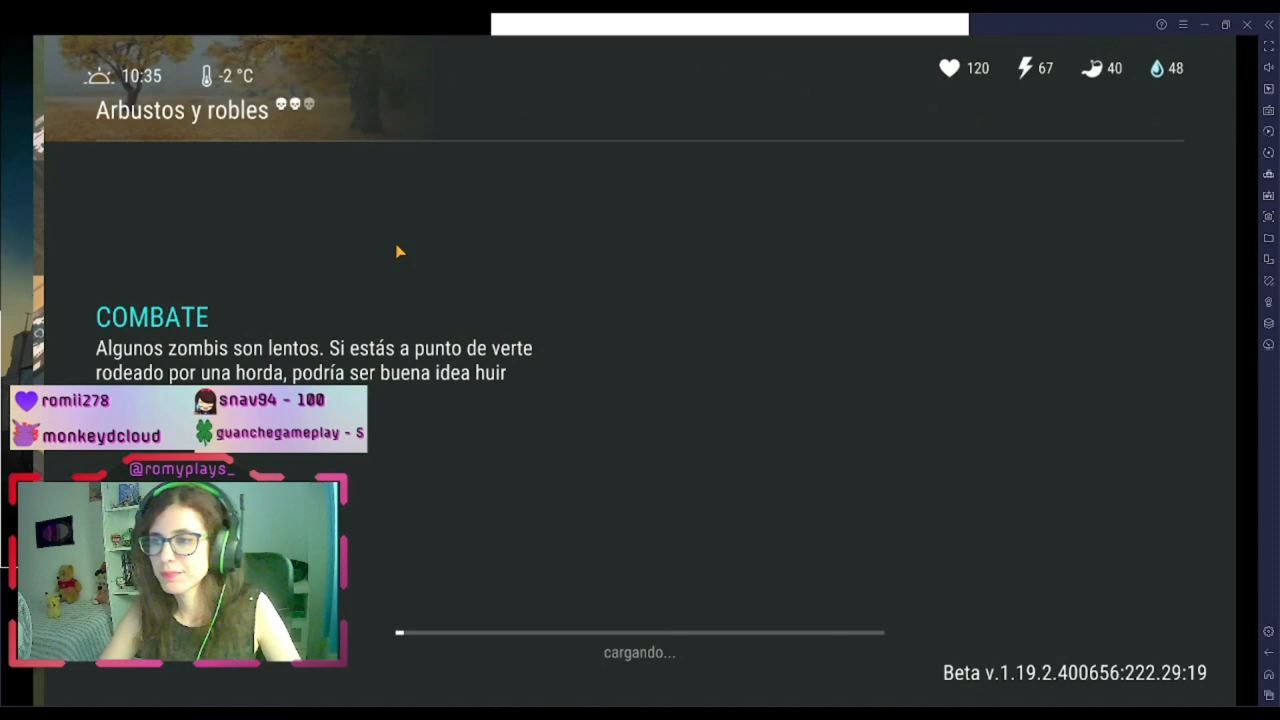 10:35 -2 °C
120 67 40 48
Arbustos y robles
COMBATE
Algunos zombis son lentos. Si estás a punto de verte
rodeado por una horda, podría ser buena idea huir
romii278 snav94 - 100
monkeydcloud guanchegameplay - S
@romyplays_
cargando...
Beta v.1.19.2.400656:222.29:19